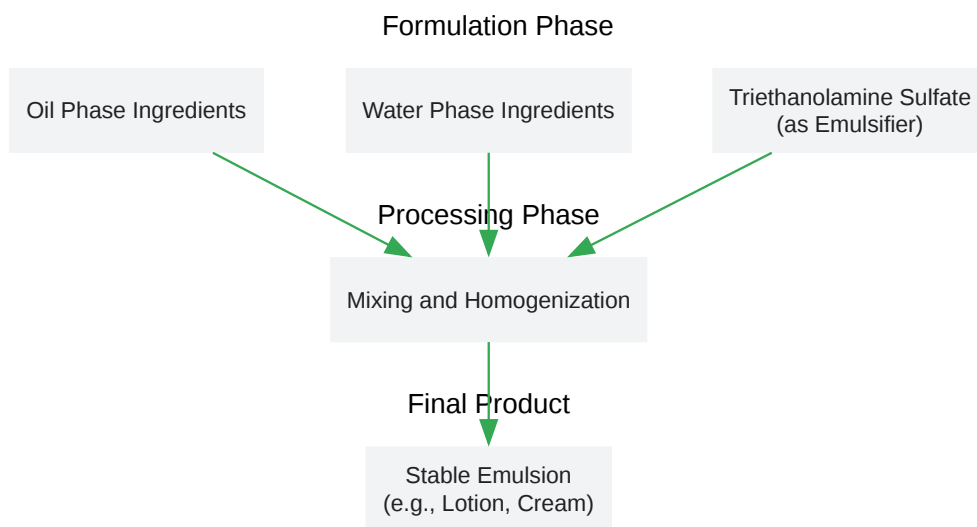 Formulation Phase
Oil Phase Ingredients
Water Phase Ingredients
Triethanolamine Sulfate
(as Emulsifier)
Processing Phase
Mixing and Homogenization
Final Product
Stable Emulsion
(e.g., Lotion, Cream)